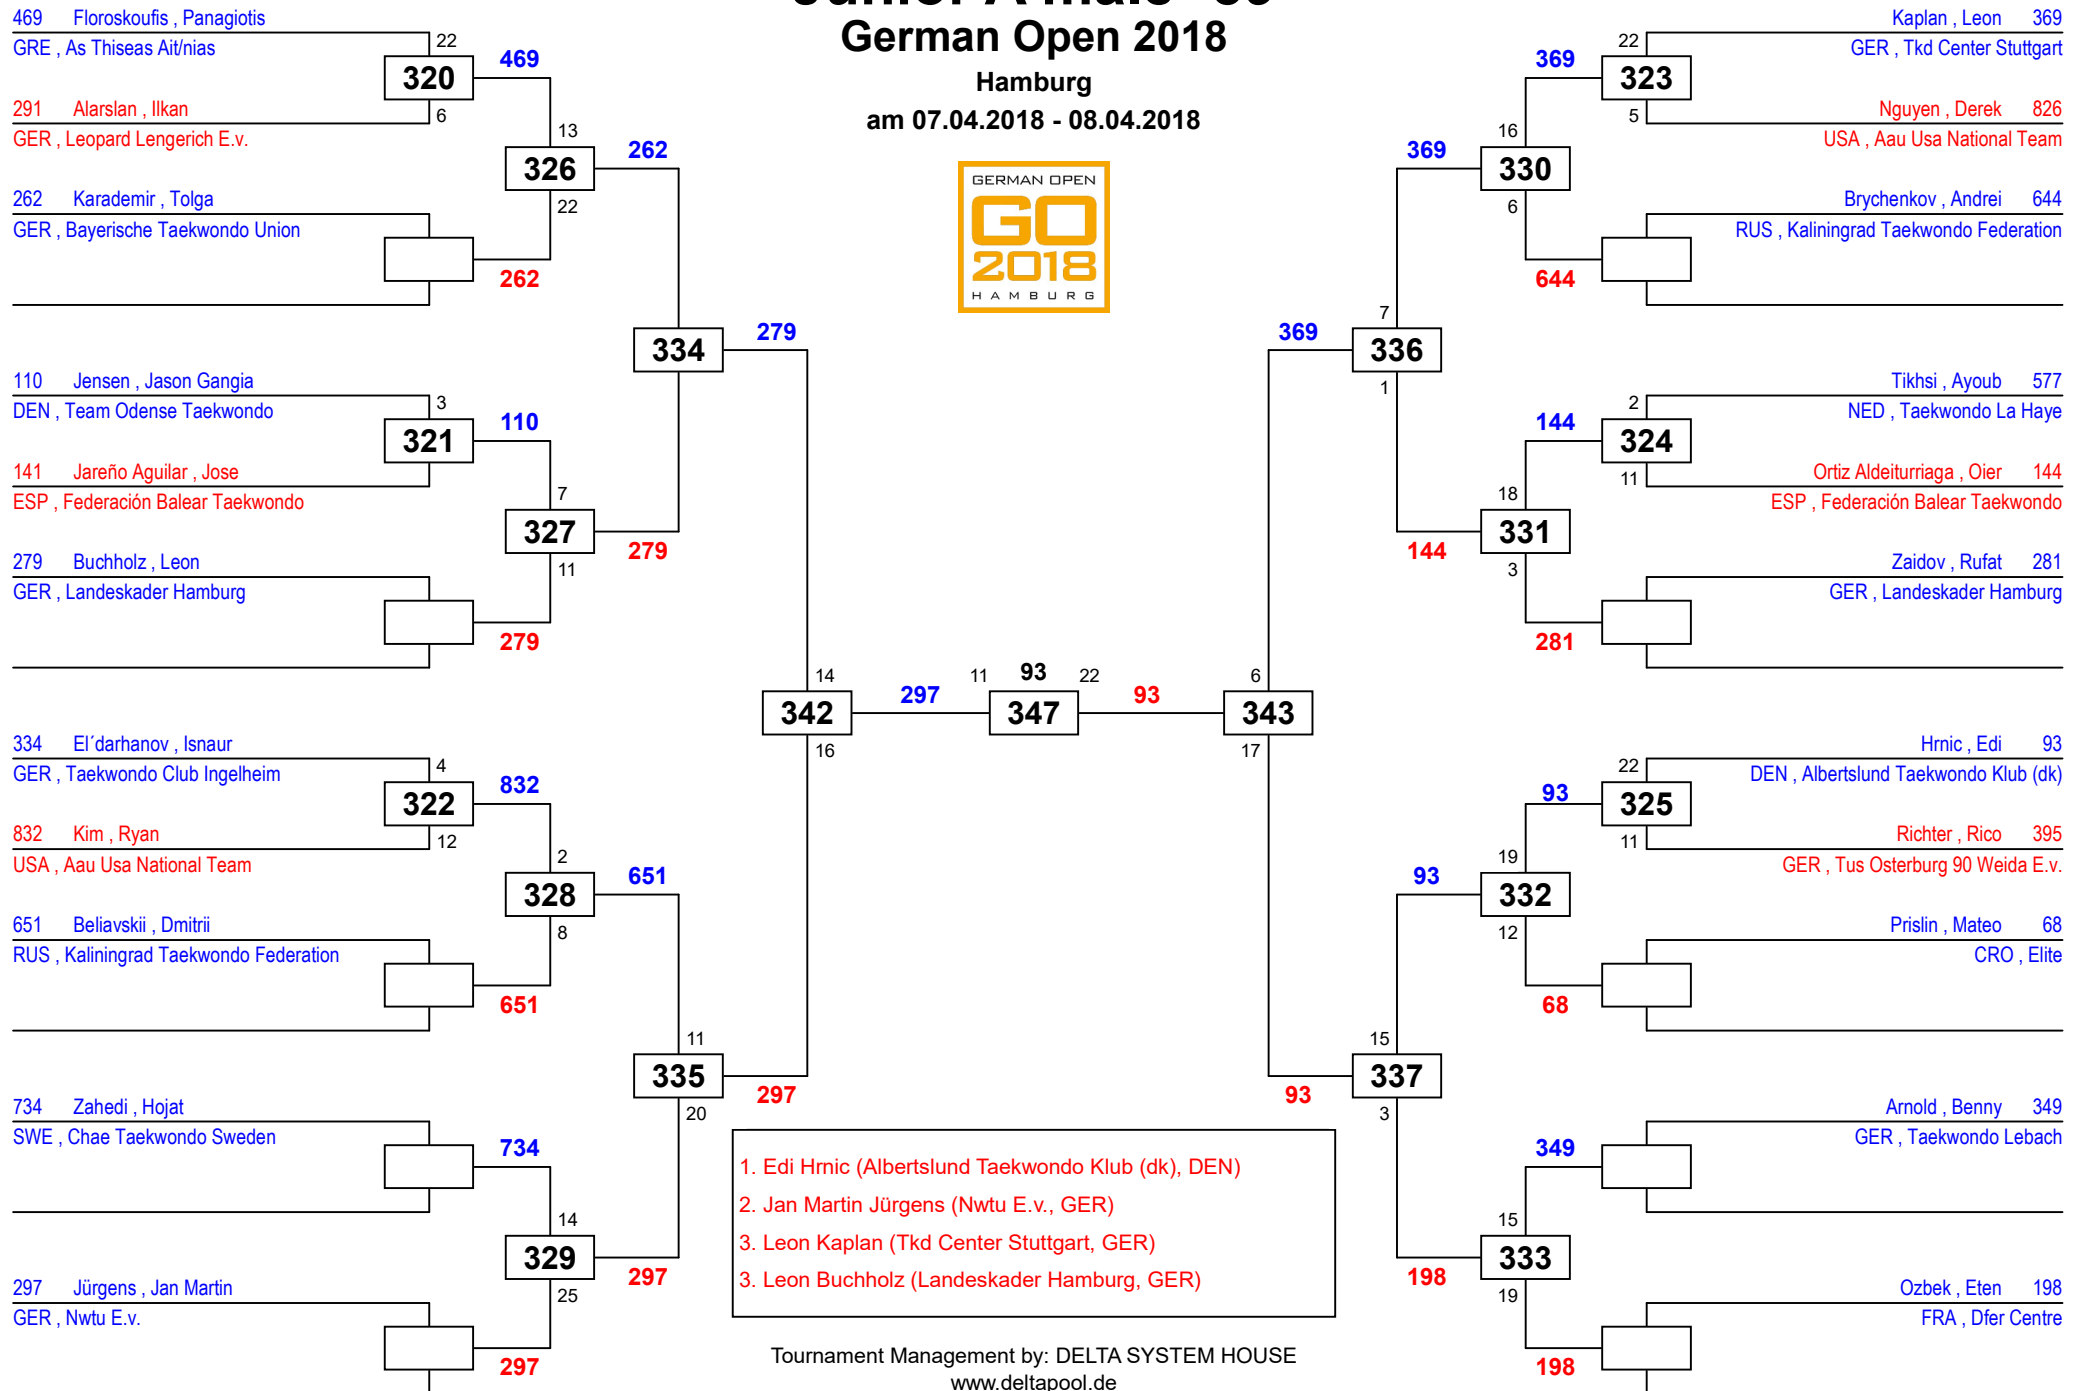 German Open 2018
Hamburg
am 07.04.2018 - 08.04.2018
GERMAN OPEN
GO
2018
HAMBURG
469 Floroskoufis , Panagiotis
GRE , As Thiseas Ait/nias
22
320
469
6
291 Alarslan , Ilkan
GER , Leopard Lengerich E.v.
13
326
262
22
262 Karademir , Tolga
GER , Bayerische Taekwondo Union
262
334
279
110 Jensen , Jason Gangia
DEN , Team Odense Taekwondo
3
321
110
141 Jareño Aguilar , Jose
ESP , Federación Balear Taekwondo
7
327
279
11
279 Buchholz , Leon
GER , Landeskader Hamburg
279
14
342
297
16
334 El´darhanov , Isnaur
GER , Taekwondo Club Ingelheim
4
322
832
12
832 Kim , Ryan
USA , Aau Usa National Team
2
328
651
8
651 Beliavskii , Dmitrii
RUS , Kaliningrad Taekwondo Federation
651
11
335
297
20
734 Zahedi , Hojat
SWE , Chae Taekwondo Sweden
734
14
329
297
25
297 Jürgens , Jan Martin
GER , Nwtu E.v.
297
11 93 22
347
93
Kaplan , Leon 369
GER , Tkd Center Stuttgart
22
369
323
5
Nguyen , Derek 826
USA , Aau Usa National Team
16
369
330
6
Brychenkov , Andrei 644
RUS , Kaliningrad Taekwondo Federation
644
7
369
336
1
Tikhsi , Ayoub 577
NED , Taekwondo La Haye
2
144
324
11
Ortiz Aldeiturriaga , Oier 144
ESP , Federación Balear Taekwondo
18
331
144
3
Zaidov , Rufat 281
GER , Landeskader Hamburg
281
6
343
17
Hrnic , Edi 93
DEN , Albertslund Taekwondo Klub (dk)
22
93
325
11
Richter , Rico 395
GER , Tus Osterburg 90 Weida E.v.
19
93
332
12
Prislin , Mateo 68
CRO , Elite
68
15
337
93
3
Arnold , Benny 349
GER , Taekwondo Lebach
349
15
333
198
19
Ozbek , Eten 198
FRA , Dfer Centre
198
1. Edi Hrnic (Albertslund Taekwondo Klub (dk), DEN)
2. Jan Martin Jürgens (Nwtu E.v., GER)
3. Leon Kaplan (Tkd Center Stuttgart, GER)
3. Leon Buchholz (Landeskader Hamburg, GER)
Tournament Management by: DELTA SYSTEM HOUSE
www.deltapool.de